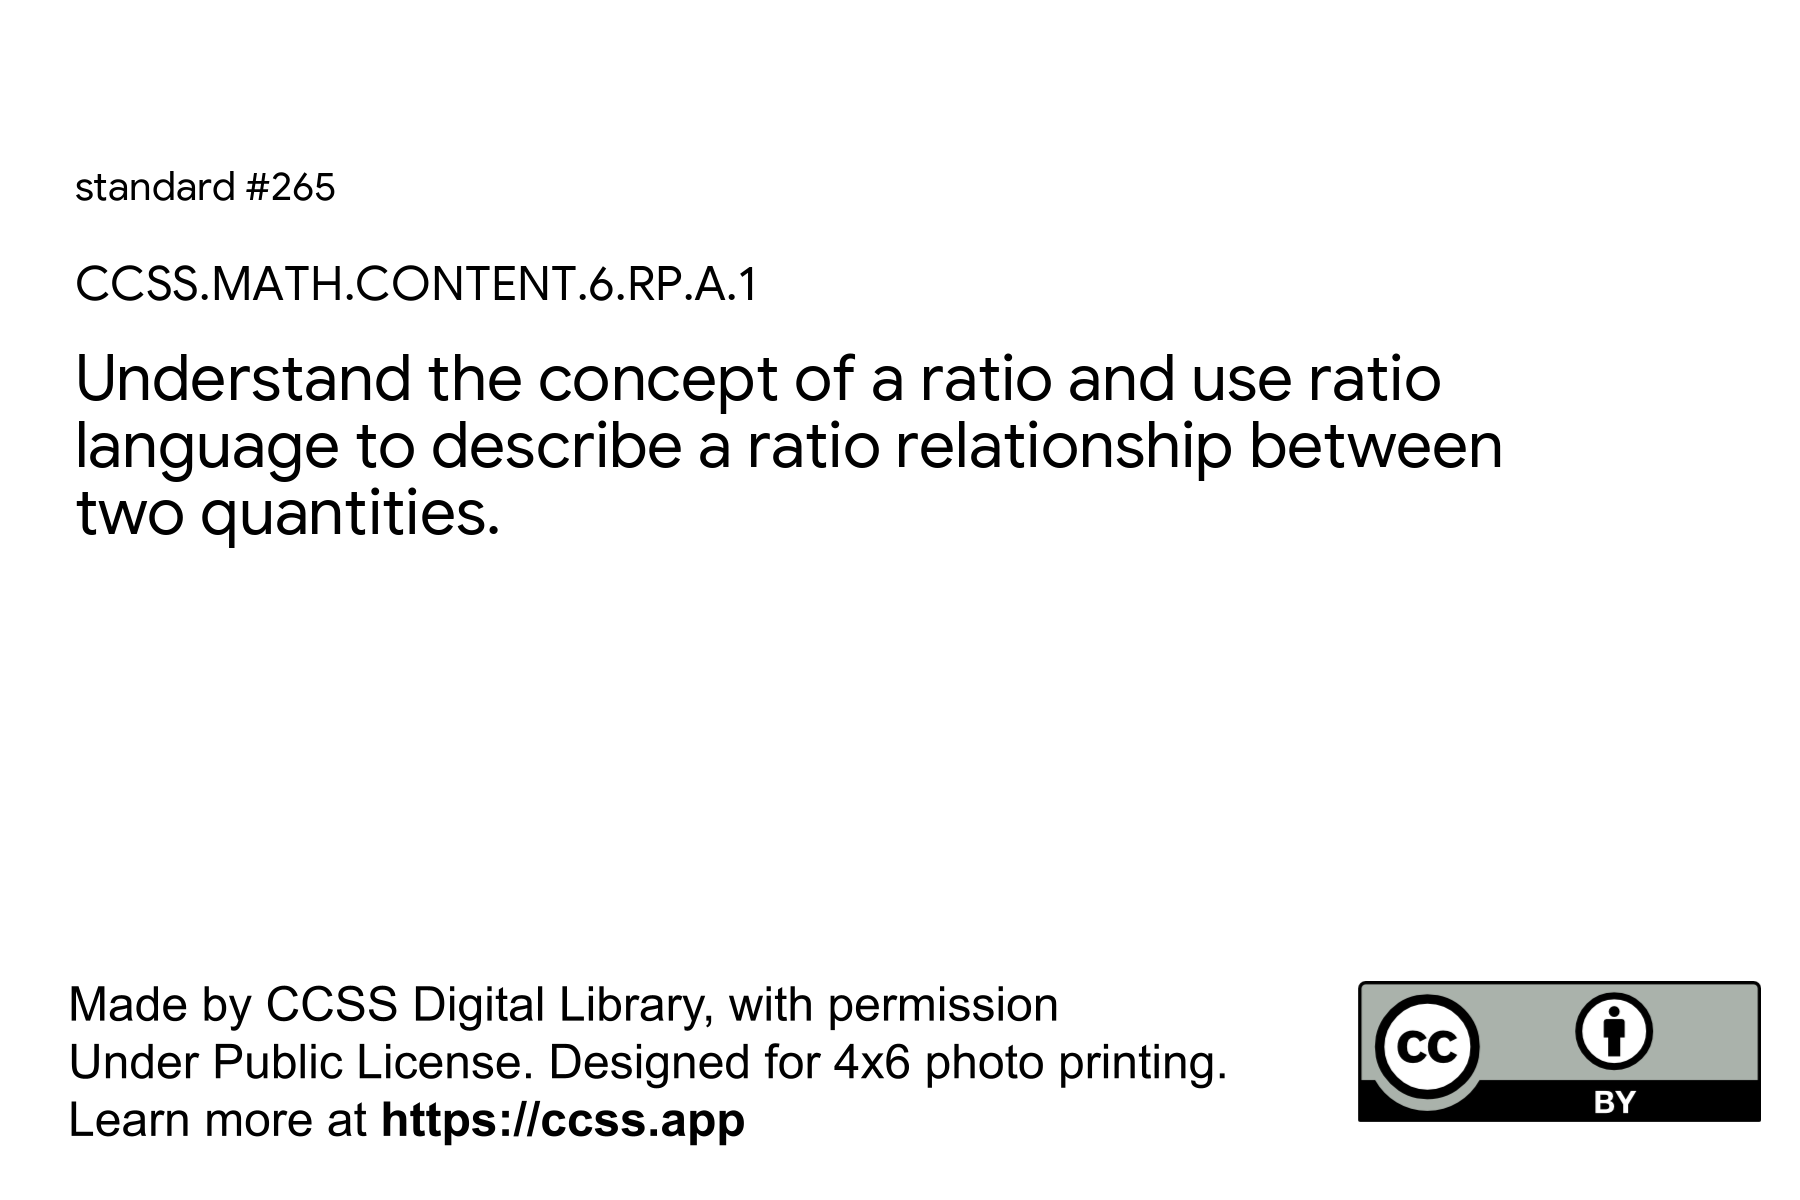 standard #265
CCSS.MATH.CONTENT.6.RP.A.1
Understand the concept of a ratio and use ratio
language to describe a ratio relationship between
two quantities.
Made by CCSS Digital Library, with permission
Under Public License. Designed for 4x6 photo printing.
Learn more at https://ccss.app
cc
BY